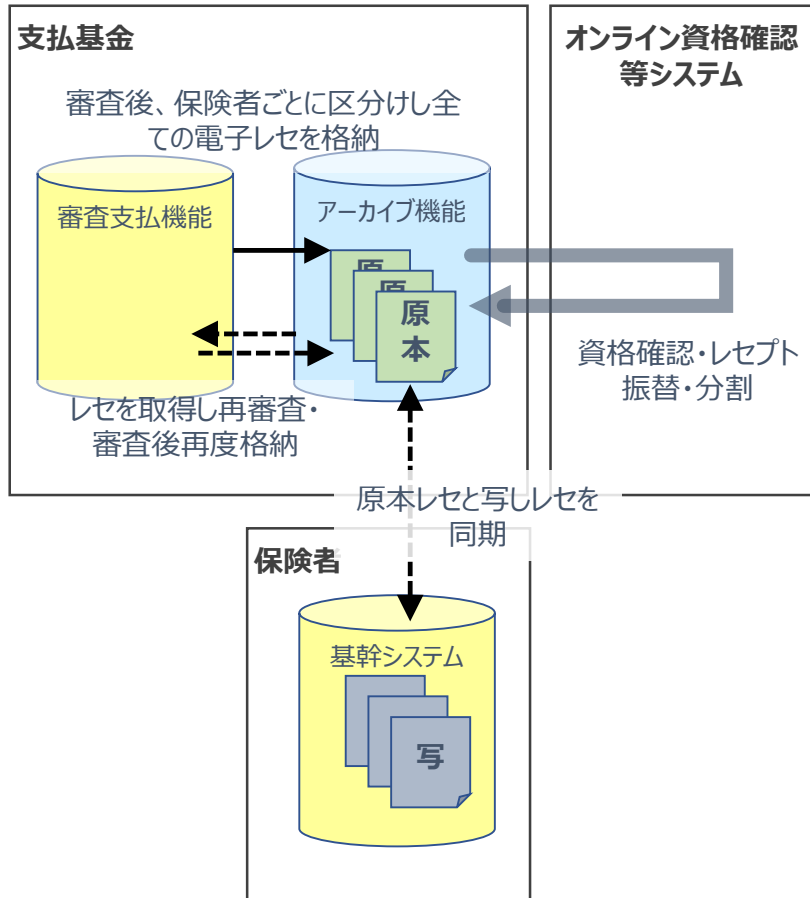 支払基金
オンライン資格確認
等システム
審査後、保険者ごとに区分けし全
ての電子レセを格納
審査支払機能
アーカイブ機能
原
原
原
本
資格確認・レセプト
振替・分割
レセを取得し再審査・
審査後再度格納
原本レセと写しレセを
同期
保険者
基幹システム
写